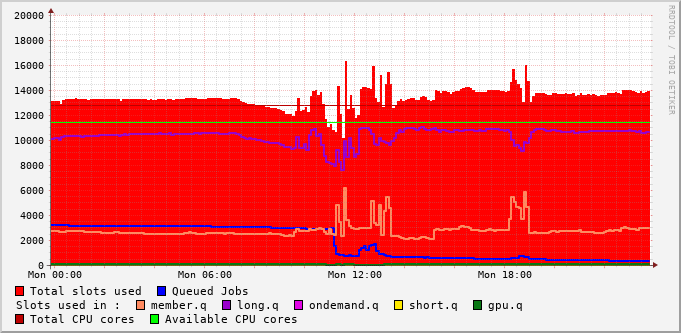 20000
18000
16000
14000
12000
10000
8000
6000
4000
2000
0
Mon 00:00 Mon 06:00 Mon 12:00 Mon 18:00
RRDTOOL / TOBI OETIKER
Total slots used Queued Jobs
Slots used in : member.q long.q ondemand.q short.q gpu.q
Total CPU cores Available CPU cores